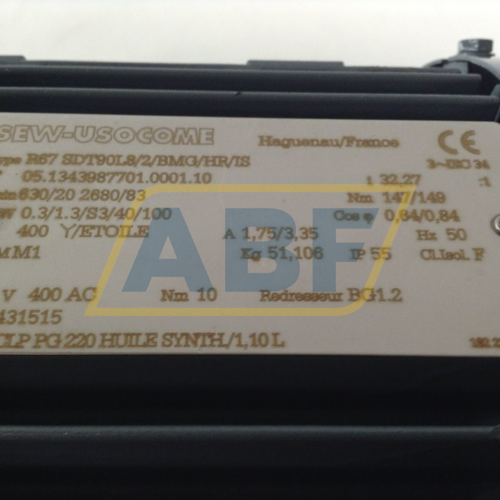 SEW-USOCOME Haguenau/France CE
Type R67 SDT90L8/2/BMG/HR/IS 3~IEC 34
05.1343987701.0001.10 i 32,27 :1
630/20 2680/83 Nm 147/149
kW 0.3/1.3/S3/40/100 Cos φ 0,64/0,84
400 Y/ETOILE A 1,75/3,35 Hz 50
M1 Kg 51,106 IP 55 Cl.Isol. F
V 400 AC Nm 10 Redresseur BG1.2
431515
CLP PG 220 HUILE SYNTH./1,10 L
ABF